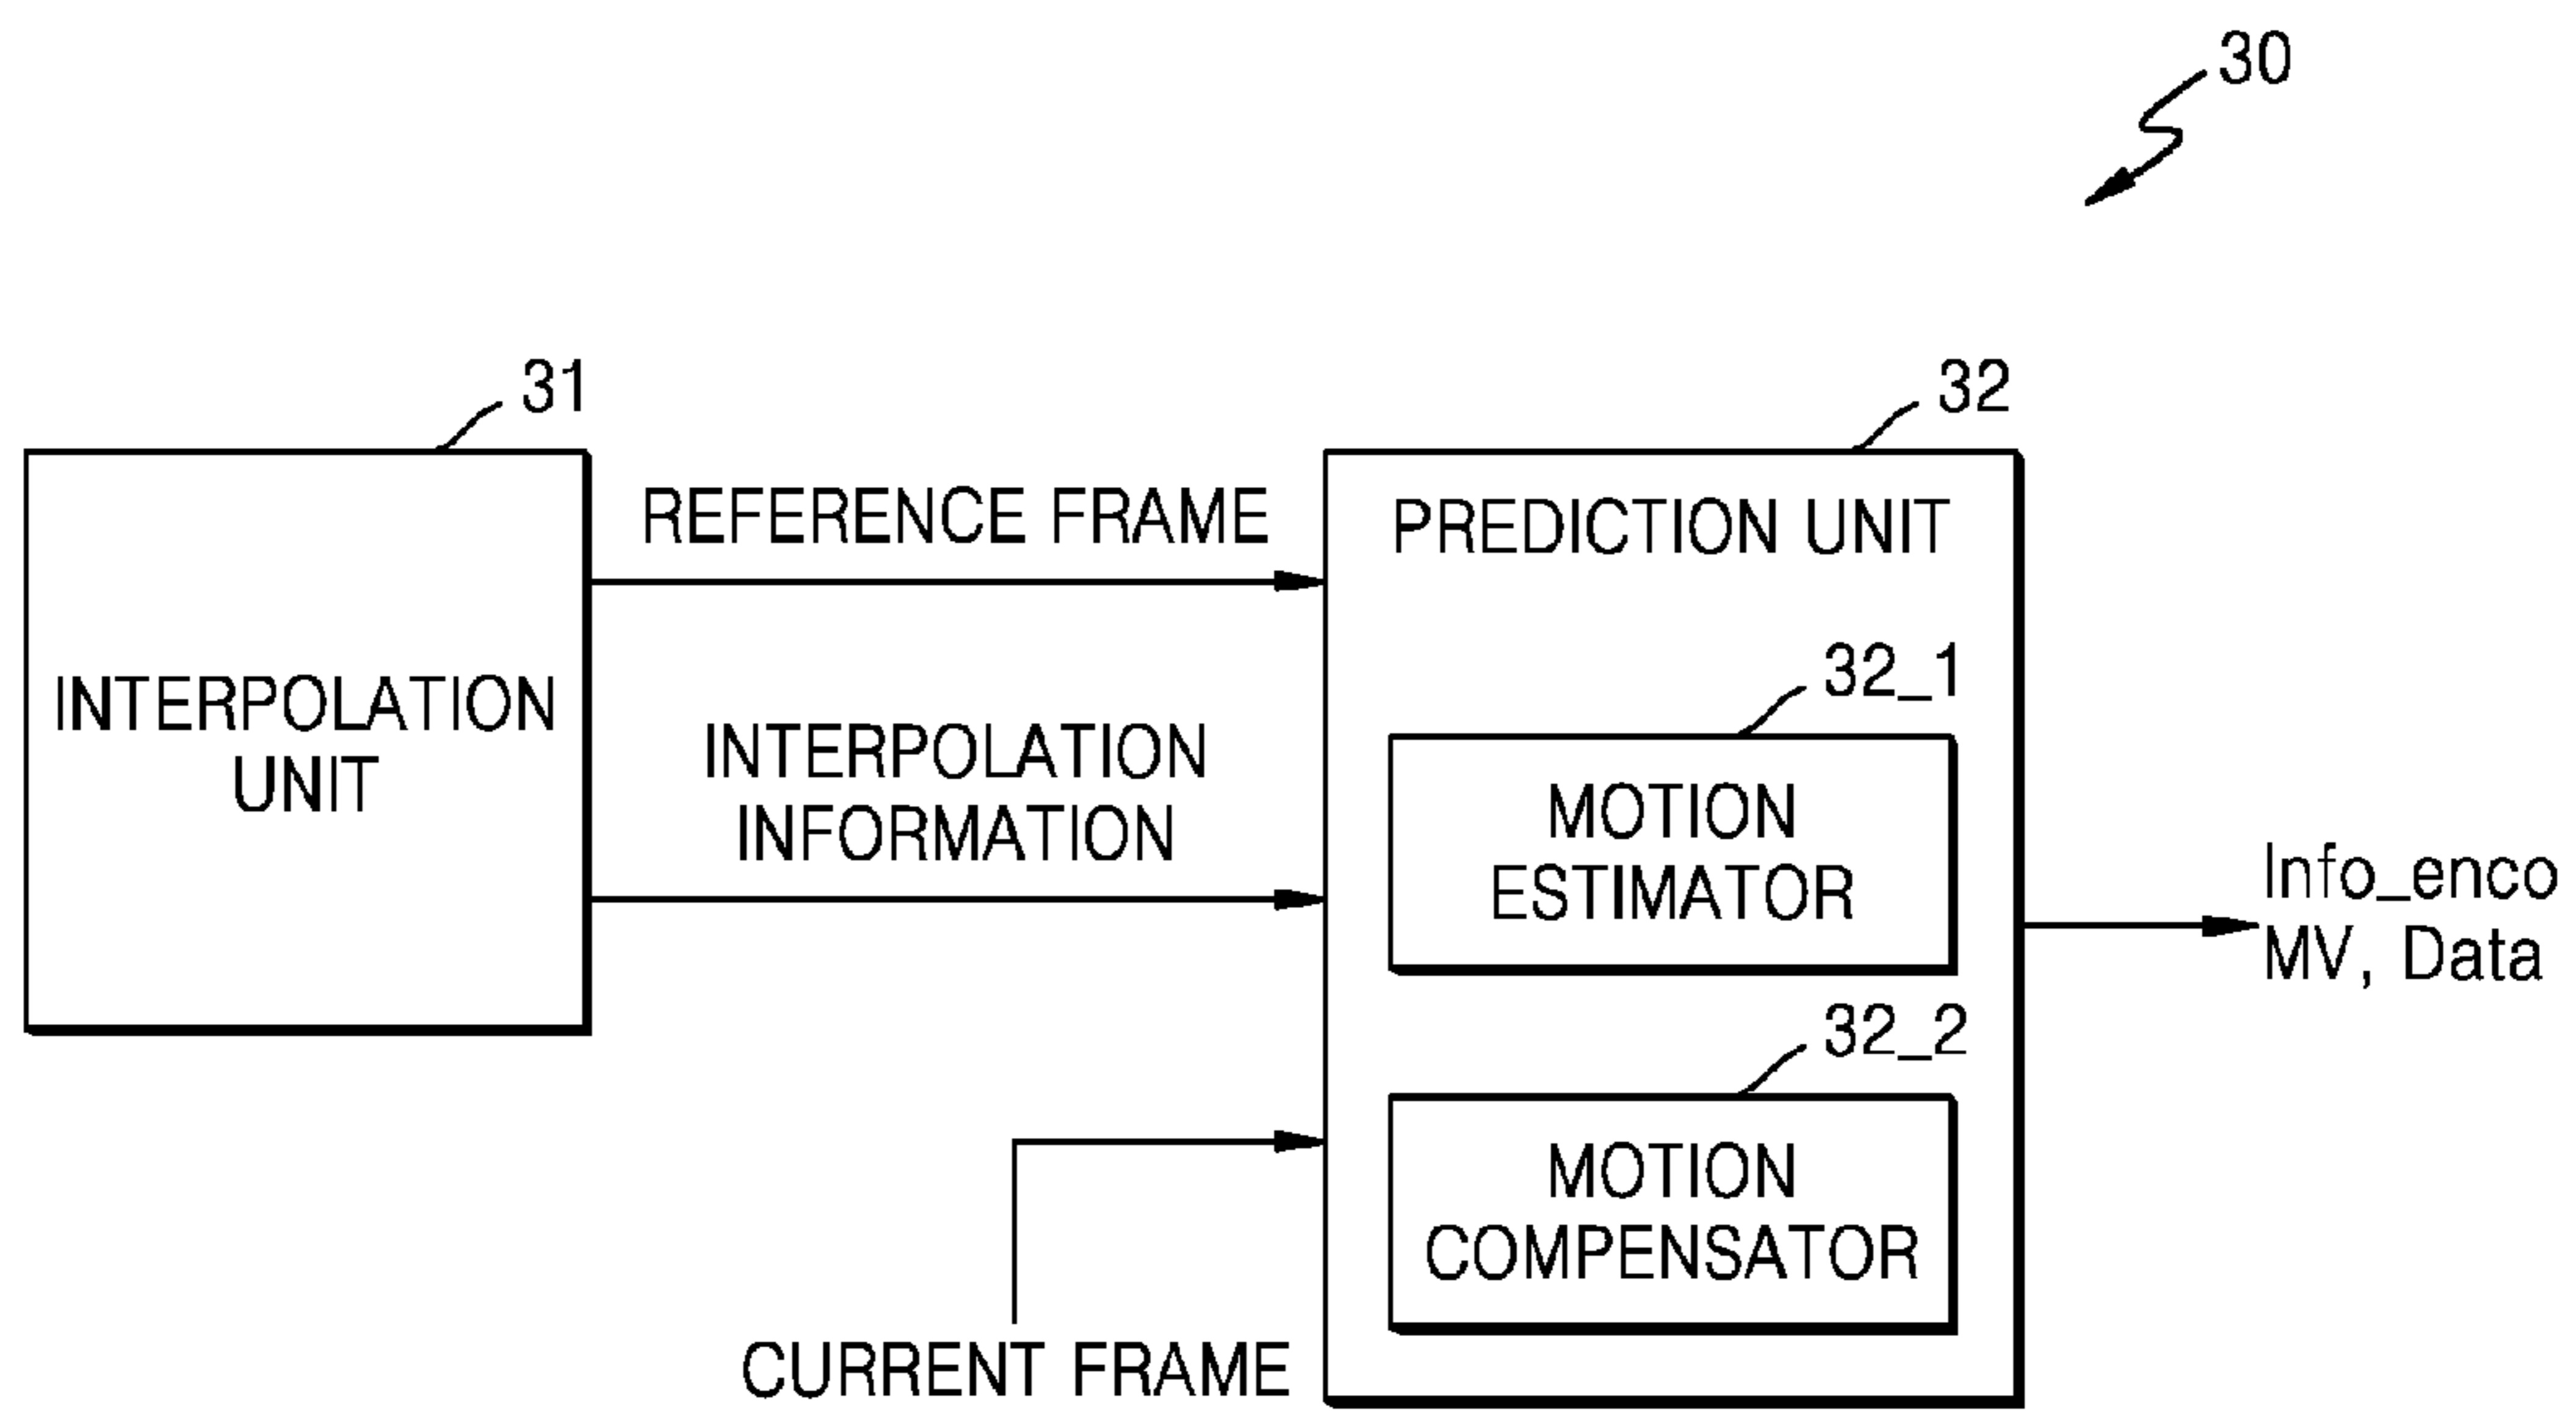 30
31
32
REFERENCE FRAME
PREDICTION UNIT
INTERPOLATION
UNIT
INTERPOLATION
INFORMATION
32_1
MOTION
ESTIMATOR
Info_enco
MV, Data
32_2
MOTION
COMPENSATOR
CURRENT FRAME